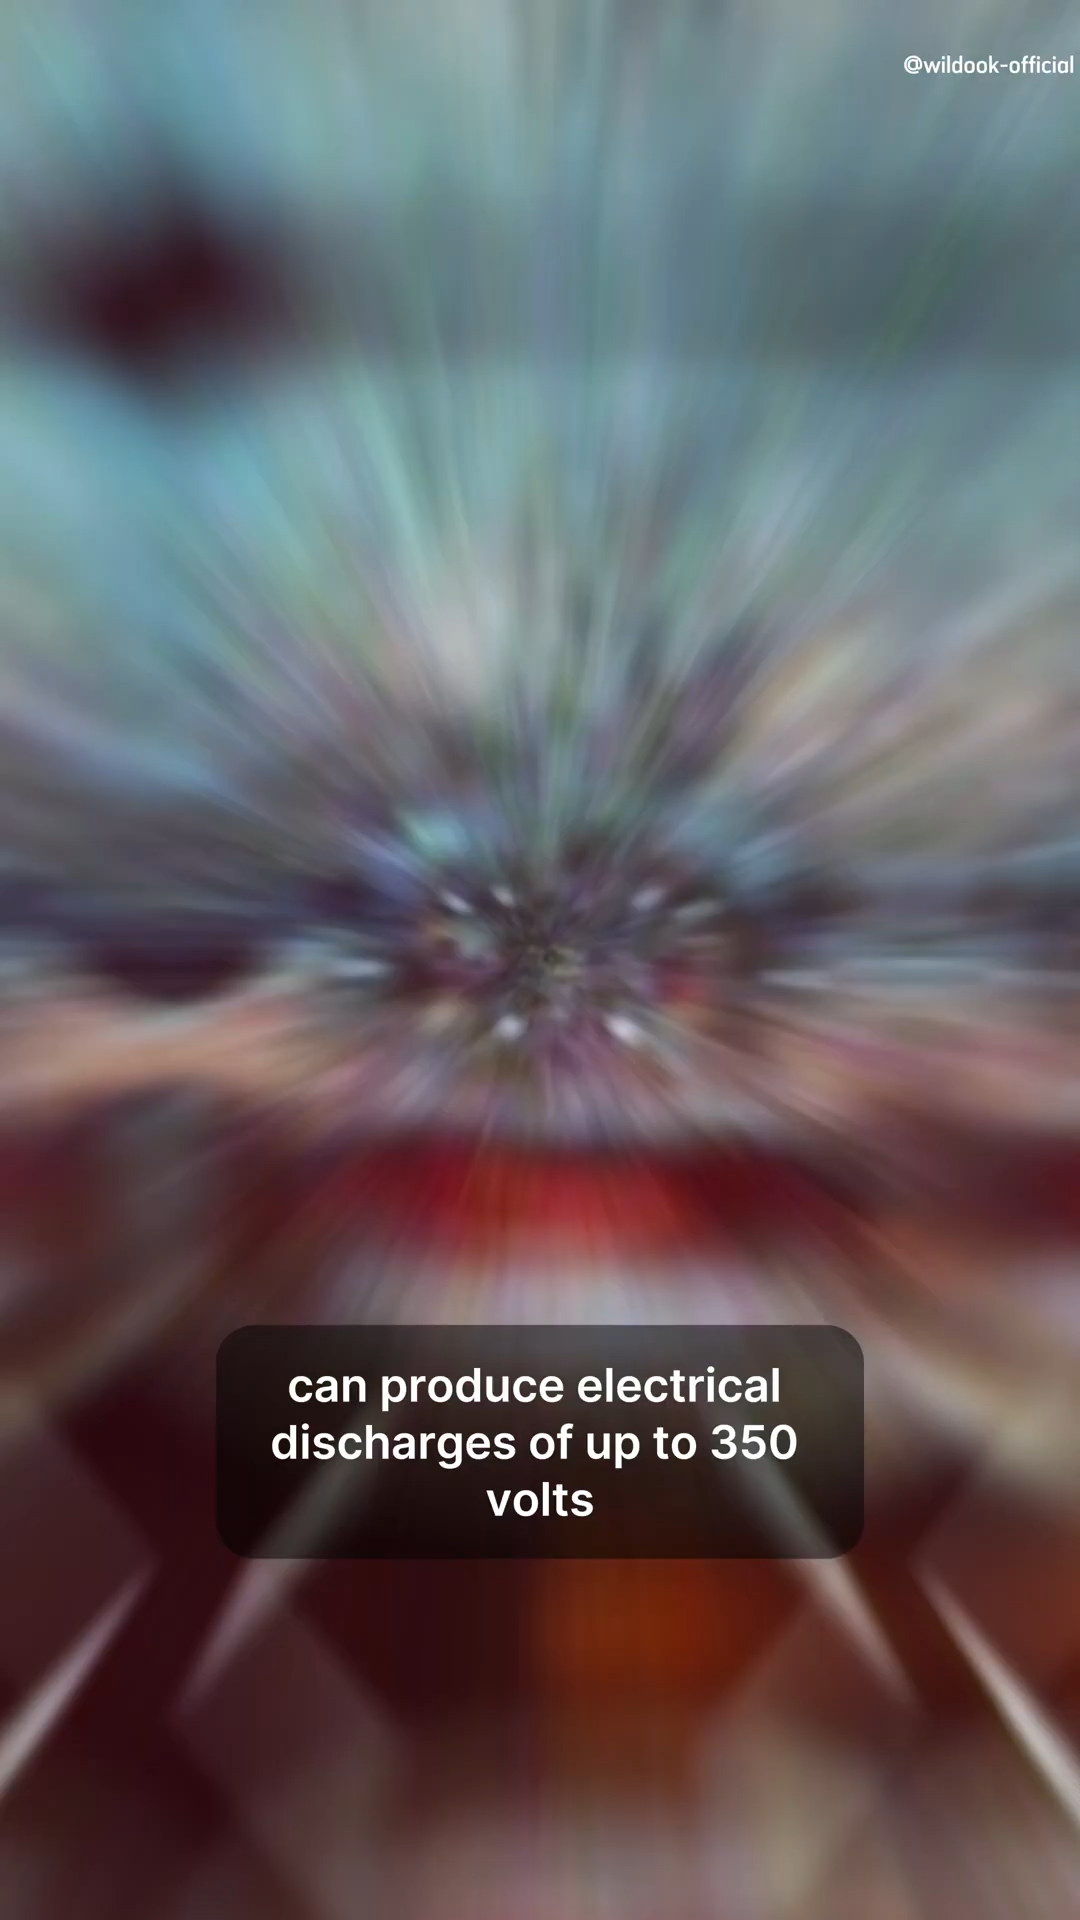 @wildook-official
can produce electrical
discharges of up to 350
volts